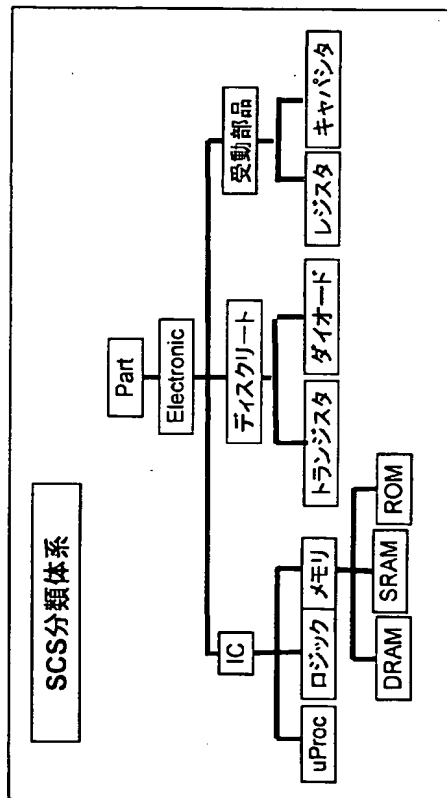 SCS分類体系
Part
Electronic
IC
ディスクリート
受動部品
uProc
ロジック
メモリ
トランジスタ
ダイオード
レジスタ
キャパシタ
DRAM
SRAM
ROM